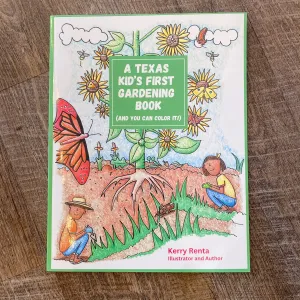 A TEXAS
KID'S FIRST
GARDENING
BOOK
(AND YOU CAN COLOR IT!)
Kerry Renta
Illustrator and Author